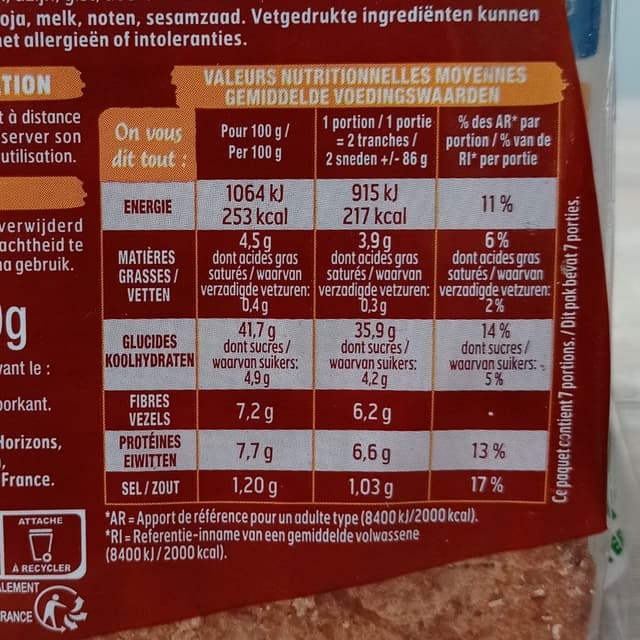 oja, melk, noten, sesamzaad. Vetgedrukte ingrediënten kunnen
et allergieën of intoleranties.
TION
t à distance
server son
utilisation.
verwijderd
achtheid te
na gebruik.
g
vant le :
oorkant.
Horizons,
France.
ATTACHE
À RECYCLER
LEMENT
RANCE
VALEURS NUTRITIONNELLES MOYENNES
GEMIDDELDE VOEDINGSWAARDEN
On vous
dit tout :
Pour 100 g /
Per 100 g
1 portion / 1 portie
= 2 tranches /
2 sneden +/- 86 g
% des AR* par
portion / % van de
RI* per portie
ENERGIE
1064 kJ
253 kcal
915 kJ
217 kcal
11 %
MATIÈRES
GRASSES /
VETTEN
4,5 g
dont acides gras
saturés / waarvan
verzadigde vetzuren:
0,4 g
3,9 g
dont acides gras
saturés / waarvan
verzadigde vetzuren:
0,3 g
6 %
dont acides gras
saturés / waarvan
verzadigde vetzuren:
2 %
GLUCIDES
KOOLHYDRATEN
41,7 g
dont sucres /
waarvan suikers:
4,9 g
35,9 g
dont sucres /
waarvan suikers:
4,2 g
14 %
dont sucres /
waarvan suikers:
5 %
FIBRES
VEZELS
7,2 g
6,2 g
-
PROTÉINES
EIWITTEN
7,7 g
6,6 g
13 %
SEL / ZOUT
1,20 g
1,03 g
17 %
*AR = Apport de référence pour un adulte type (8400 kJ/2000 kcal).
*RI = Referentie-inname van een gemiddelde volwassene
(8400 kJ / 2000 kcal).
Ce paquet contient 7 portions. / Dit pak bevat 7 porties.